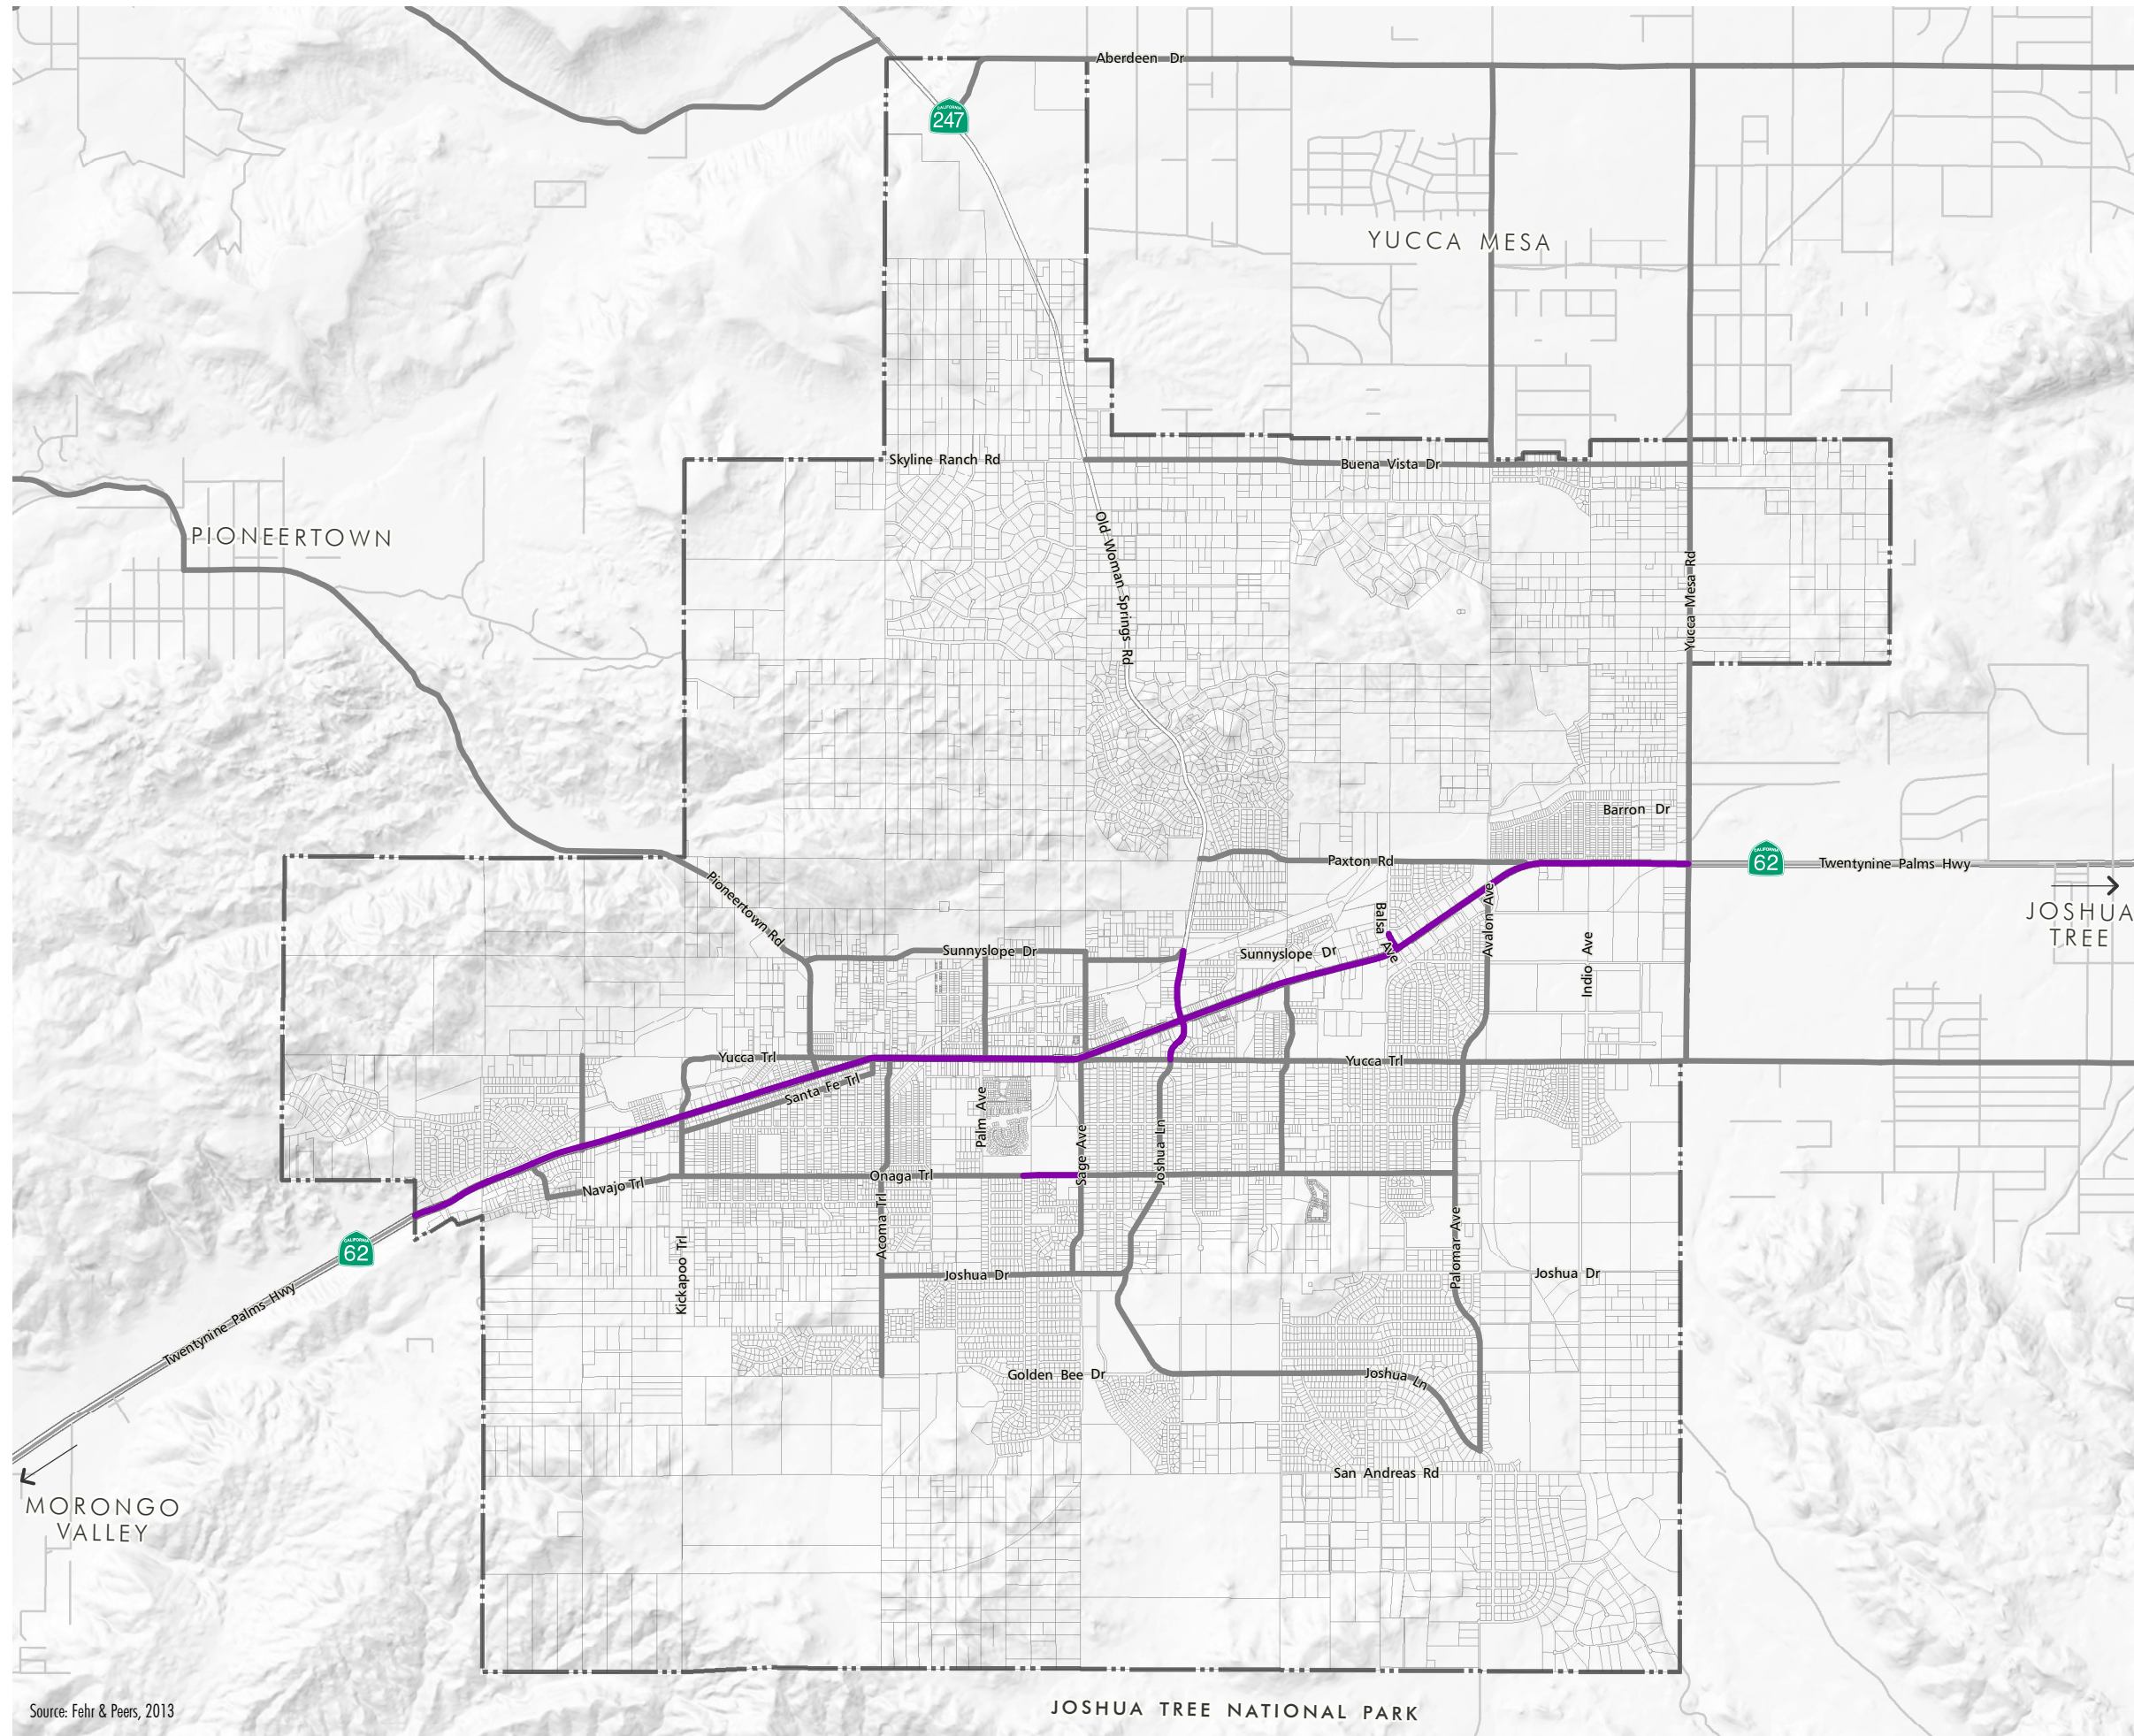 Aberdeen Dr
CALIFORNIA
247
YUCCA MESA
Skyline Ranch Rd
Buena Vista Dr
Old Woman Springs Rd
PIONEERTOWN
Yucca Mesa Rd
Barron Dr
Paxton Rd
CALIFORNIA
62
Twentynine Palms Hwy
Pioneertown Rd
Balsa Ave
Avalon Ave
JOSHUA
TREE
Sunnyslope Dr
Sunnyslope Dr
Indio Ave
Yucca Trl
Yucca Trl
Santa Fe Trl
Palm Ave
Sage Ave
Joshua Ln
Onaga Trl
Navajo Trl
Acoma Trl
Kickapoo Trl
Palomar Ave
CALIFORNIA
62
Twentynine Palms Hwy
Joshua Dr
Joshua Dr
Golden Bee Dr
Joshua Ln
San Andreas Rd
MORONGO
VALLEY
Source: Fehr & Peers, 2013
JOSHUA TREE NATIONAL PARK